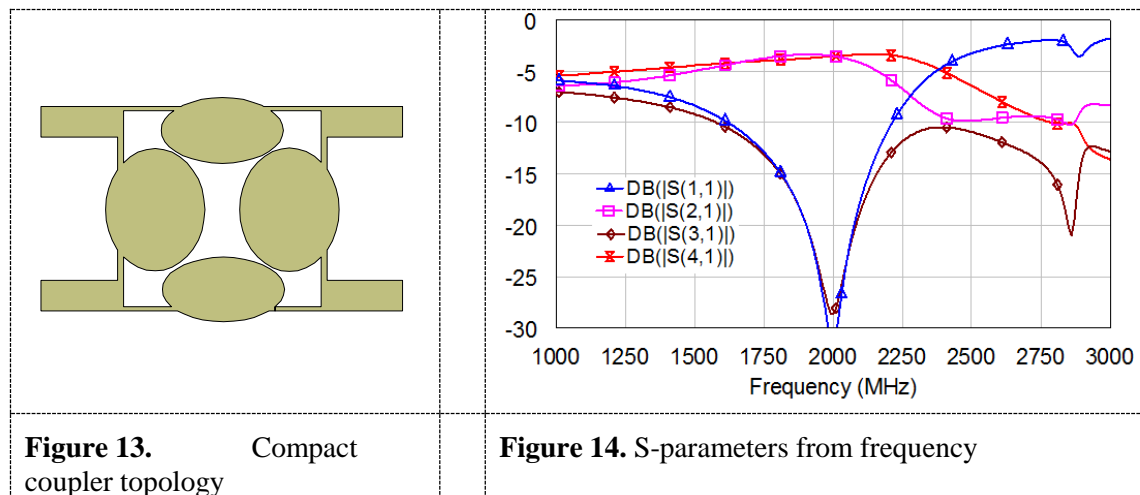 0
-5
-10
-15
-20
-25
-30
DB(|S(1,1)|)
DB(|S(2,1)|)
DB(|S(3,1)|)
DB(|S(4,1)|)
1000 1250 1500 1750 2000 2250 2500 2750 3000
Frequency (MHz)
Figure 13. Compact
coupler topology
Figure 14. S-parameters from frequency